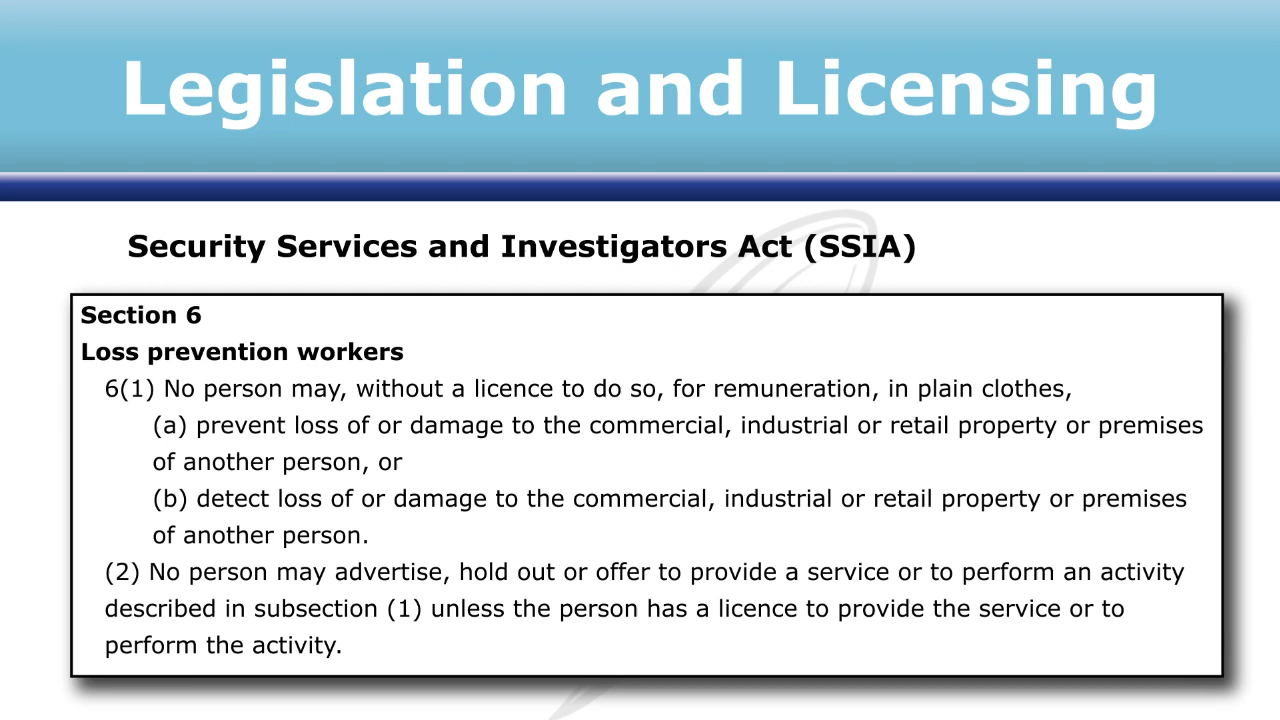 Legislation and Licensing
Security Services and Investigators Act (SSIA)
Section 6
Loss prevention workers
6(1) No person may, without a licence to do so, for remuneration, in plain clothes,
(a) prevent loss of or damage to the commercial, industrial or retail property or premises
of another person, or
(b) detect loss of or damage to the commercial, industrial or retail property or premises
of another person.
(2) No person may advertise, hold out or offer to provide a service or to perform an activity
described in subsection (1) unless the person has a licence to provide the service or to
perform the activity.